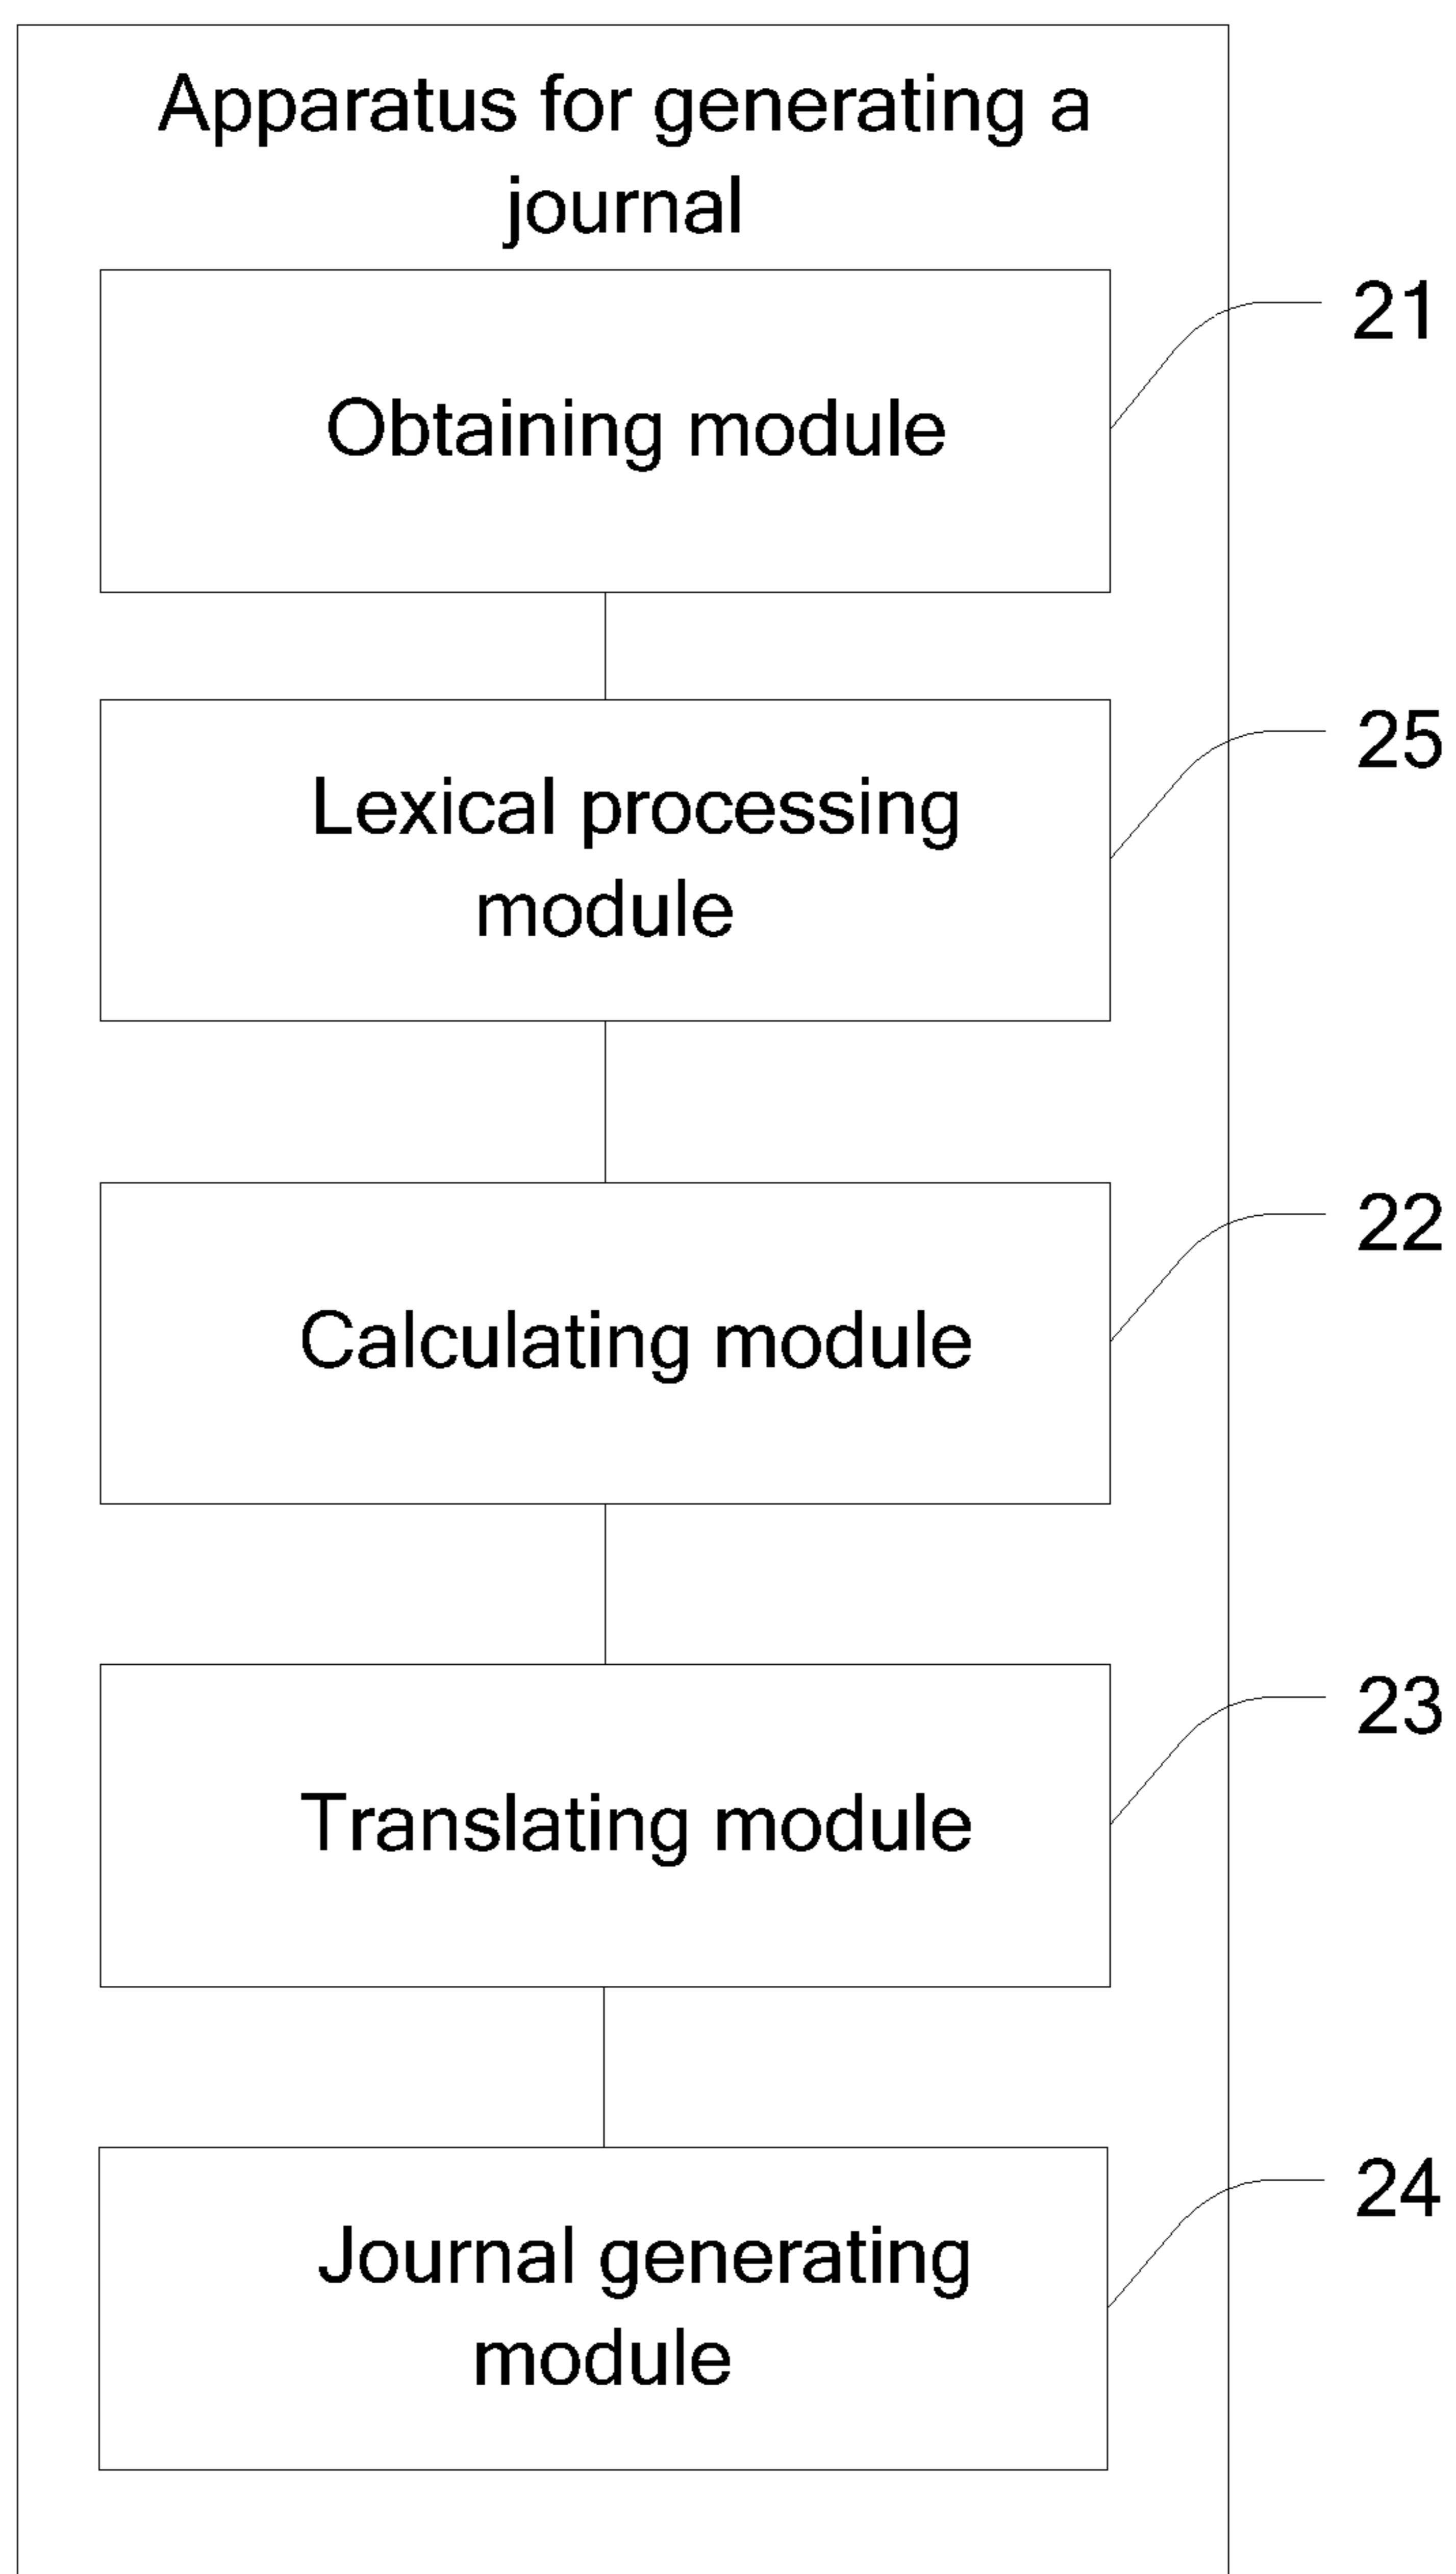 Apparatus for generating a
journal
Obtaining module
21
Lexical processing
module
25
Calculating module
22
Translating module
23
Journal generating
module
24